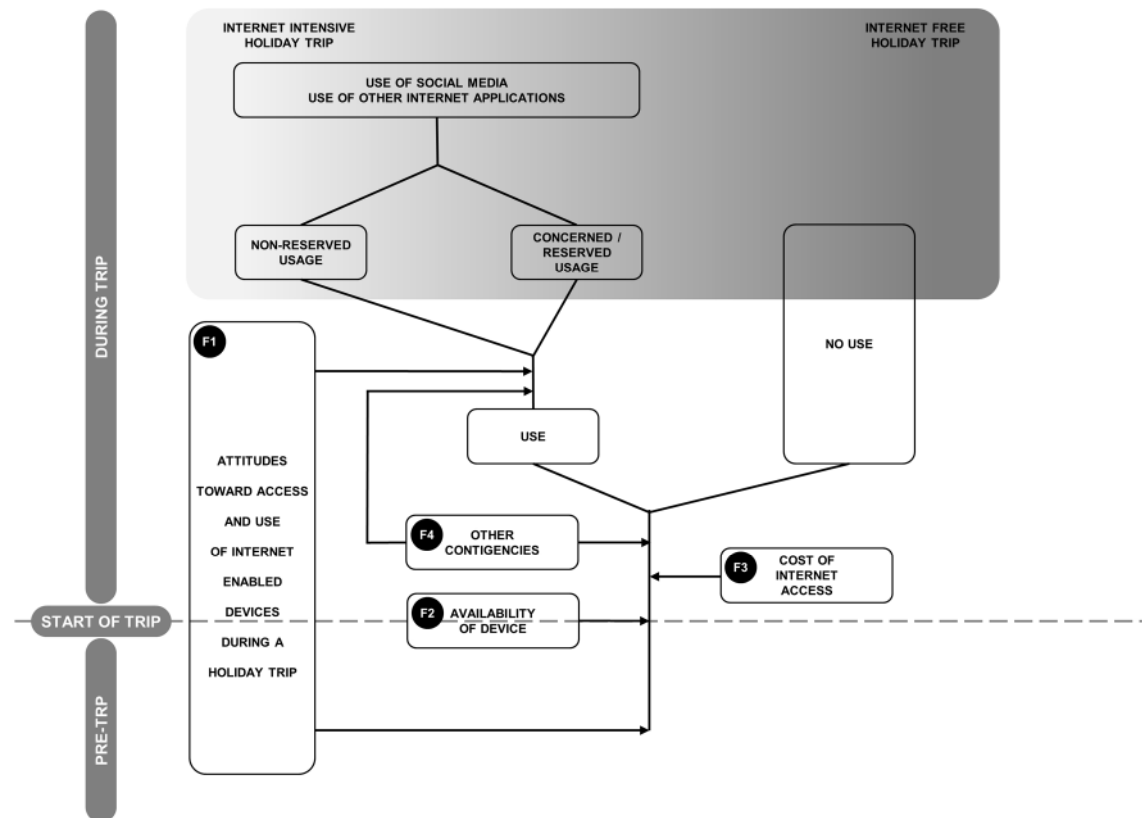 INTERNET INTENSIVE
HOLIDAY TRIP
INTERNET FREE
HOLIDAY TRIP
USE OF SOCIAL MEDIA
USE OF OTHER INTERNET APPLICATIONS
NON-RESERVED
USAGE
CONCERNED /
RESERVED
USAGE
NO USE
DURING TRIP
F1
ATTITUDES
TOWARD ACCESS
AND USE
OF INTERNET
ENABLED
DEVICES
DURING A
HOLIDAY TRIP
USE
F4
OTHER
CONTIGENCIES
F3
COST OF
INTERNET
ACCESS
F2
AVAILABILITY
OF DEVICE
START OF TRIP
PRE-TRP